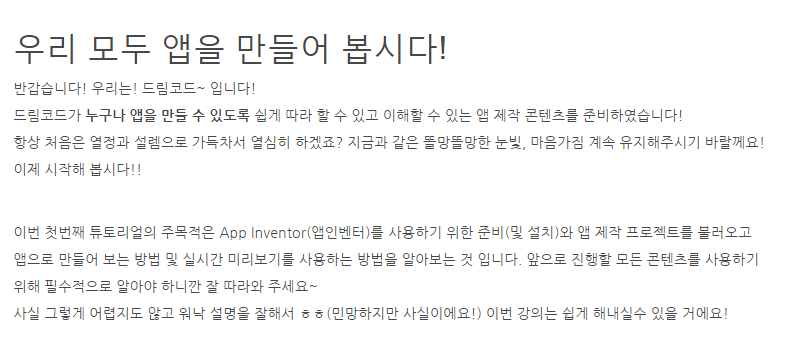 우리 모두 앱을 만들어 봅시다!
반갑습니다! 우리는! 드림코드~ 입니다!
드림코드가 누구나 앱을 만들 수 있도록 쉽게 따라 할 수 있고 이해할 수 있는 앱 제작 콘텐츠를 준비하였습니다!
항상 처음은 열정과 설렘으로 가득차서 열심히 하겠죠? 지금과 같은 똘망똘망한 눈빛, 마음가짐 계속 유지해주시기 바랄께요!
이제 시작해 봅시다!!
이번 첫번째 튜토리얼의 주목적은 App Inventor(앱인벤터)를 사용하기 위한 준비(및 설치)와 앱 제작 프로젝트를 불러오고
앱으로 만들어 보는 방법 및 실시간 미리보기를 사용하는 방법을 알아보는 것 입니다. 앞으로 진행할 모든 콘텐츠를 사용하기
위해 필수적으로 알아야 하니깐 잘 따라와 주세요~
사실 그렇게 어렵지도 않고 워낙 설명을 잘해서 ㅎㅎ(민망하지만 사실이에요!) 이번 강의는 쉽게 해내실수 있을 거에요!